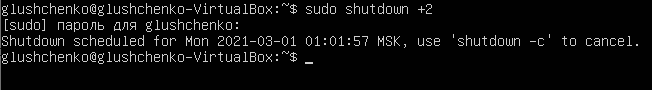 glushchenko@glushchenko-VirtualBox:~$ sudo shutdown +2
[sudo] пароль для glushchenko:
Shutdown scheduled for Mon 2021-03-01 01:01:57 MSK, use 'shutdown -c' to cancel.
glushchenko@glushchenko-VirtualBox:~$ _